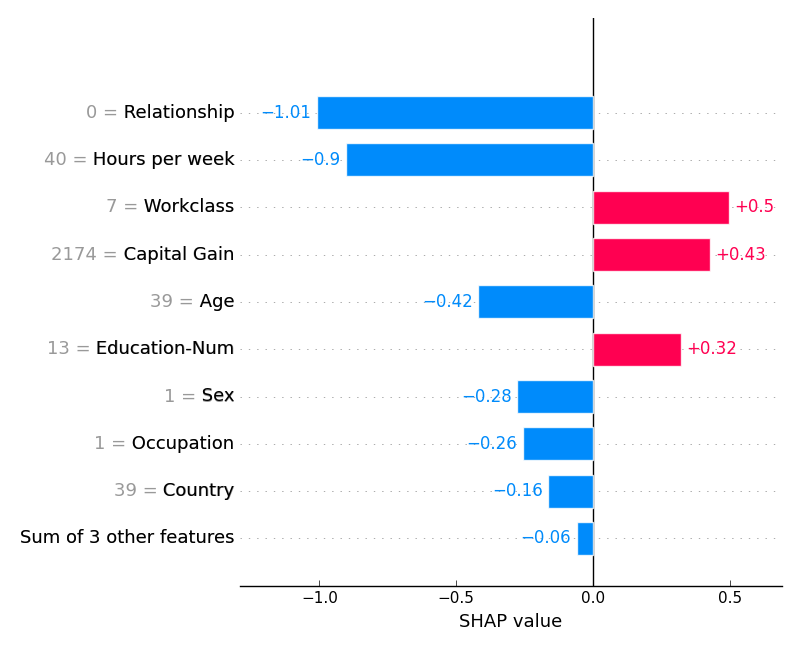 0 = Relationship −1.01
40 = Hours per week −0.9
7 = Workclass +0.5
2174 = Capital Gain +0.43
39 = Age −0.42
13 = Education-Num +0.32
1 = Sex −0.28
1 = Occupation −0.26
39 = Country −0.16
Sum of 3 other features −0.06
−1.0 −0.5 0.0 0.5
SHAP value